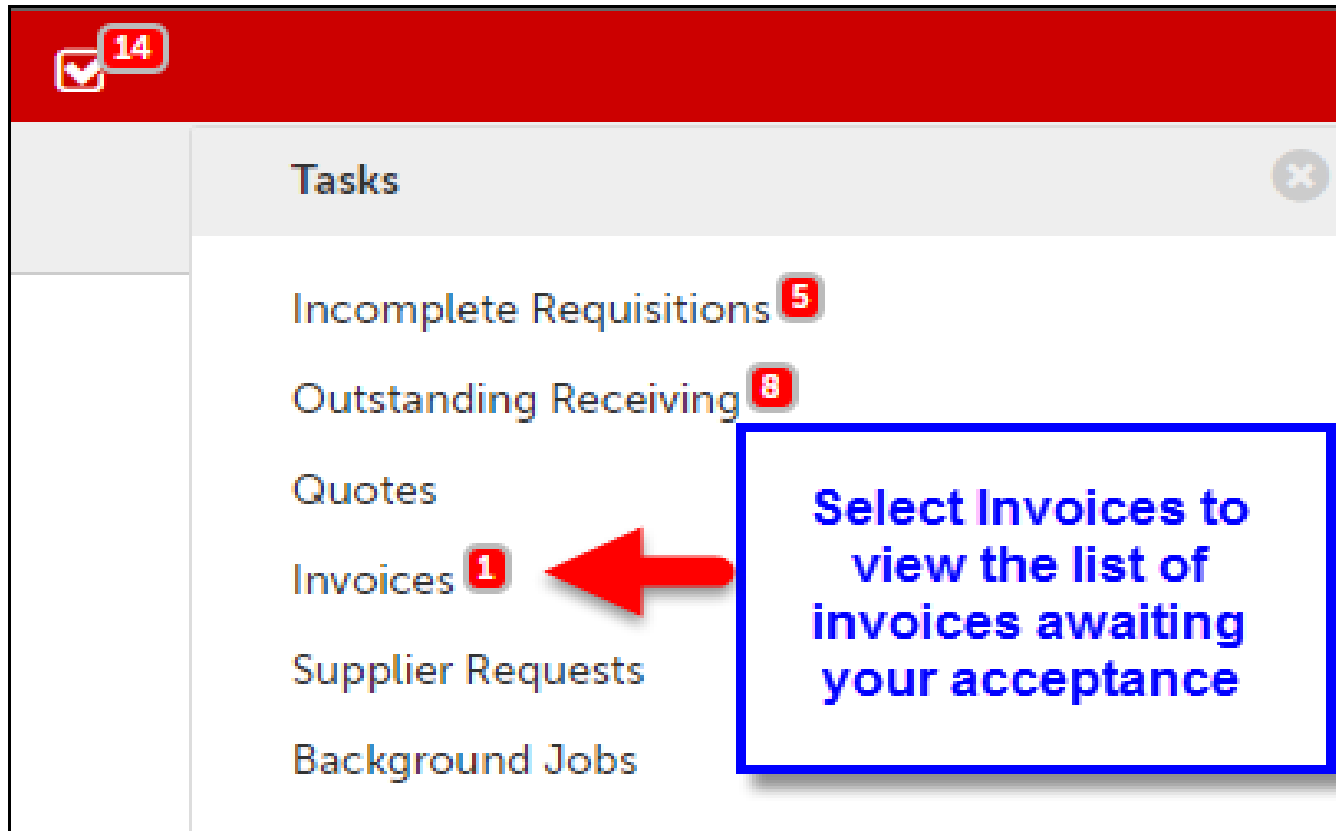 14
Tasks
Incomplete Requisitions 5
Outstanding Receiving 8
Quotes
Invoices 1
Supplier Requests
Background Jobs
Select Invoices to
view the list of
invoices awaiting
your acceptance